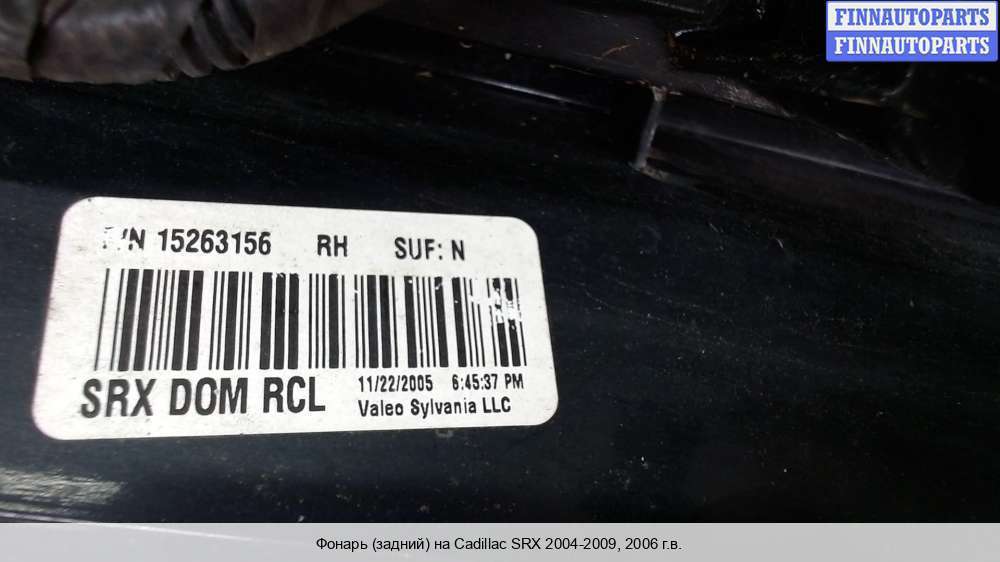 FINNAUTOPARTS
FINNAUTOPARTS
P/N 15263156 RH SUF: N
SRX DOM RCL 11/22/2005 6:45:37 PM
Valeo Sylvania LLC
Фонарь (задний) на Cadillac SRX 2004-2009, 2006 г.в.